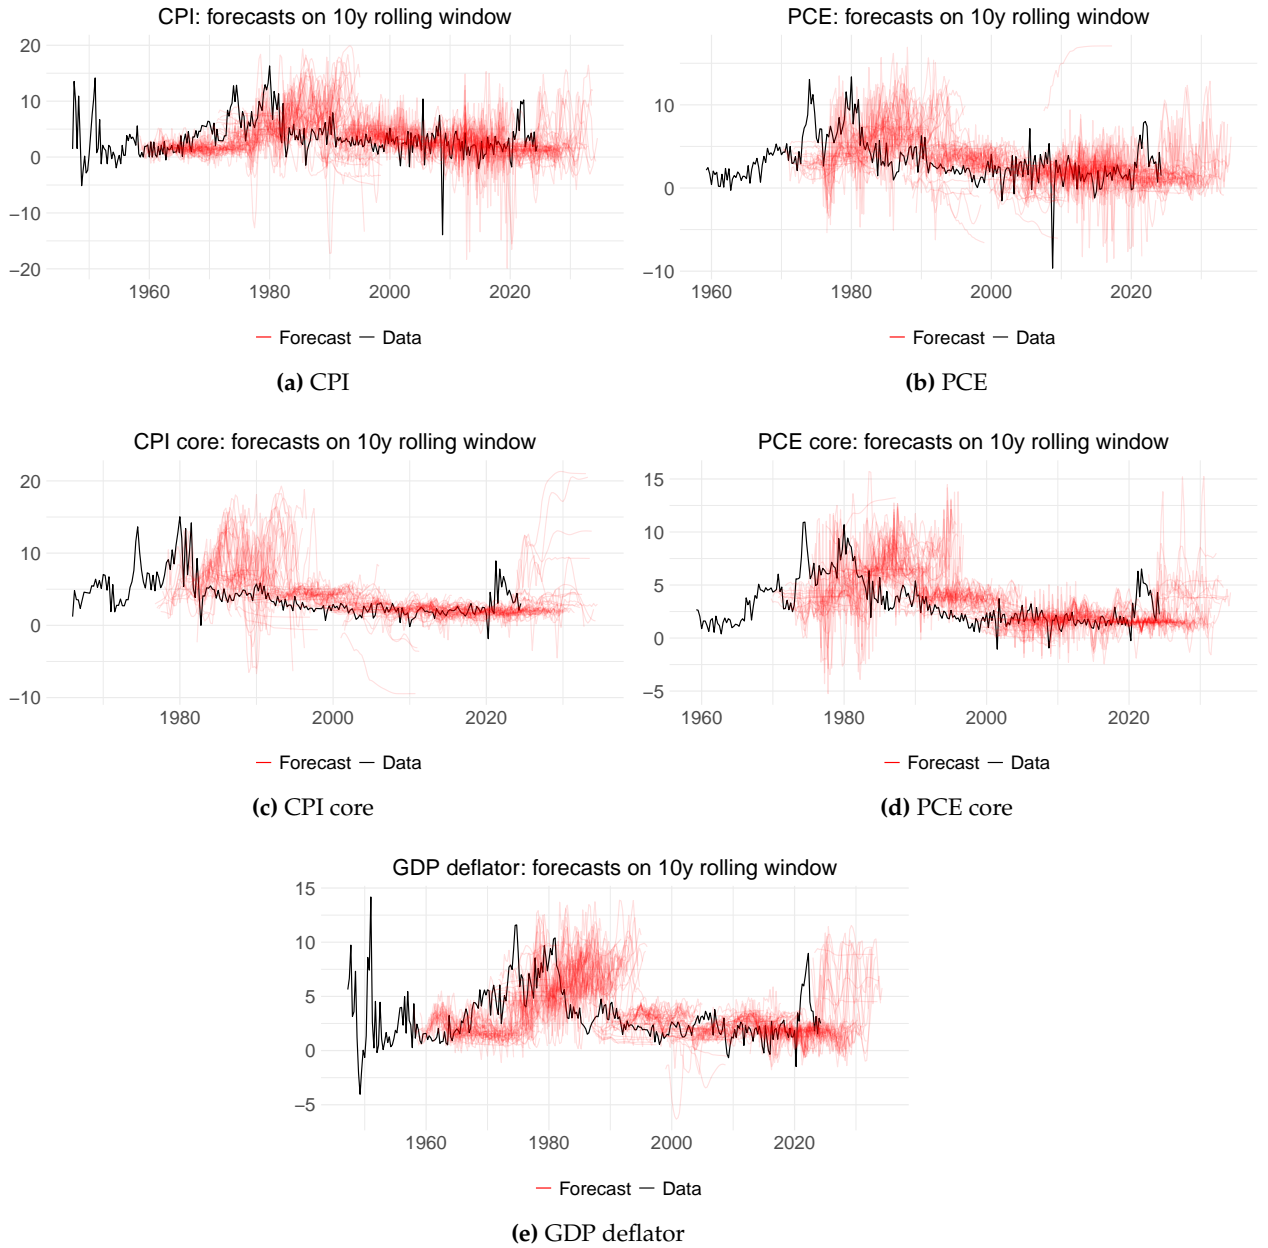 CPI: forecasts on 10y rolling window
20
10
0
−10
−20
1960 1980 2000 2020
Forecast Data
(a) CPI
PCE: forecasts on 10y rolling window
10
0
−10
1960 1980 2000 2020
Forecast Data
(b) PCE
CPI core: forecasts on 10y rolling window
20
10
0
−10
1980 2000 2020
Forecast Data
(c) CPI core
PCE core: forecasts on 10y rolling window
15
10
5
0
−5
1960 1980 2000 2020
Forecast Data
(d) PCE core
GDP deflator: forecasts on 10y rolling window
15
10
5
0
−5
1960 1980 2000 2020
Forecast Data
(e) GDP deflator